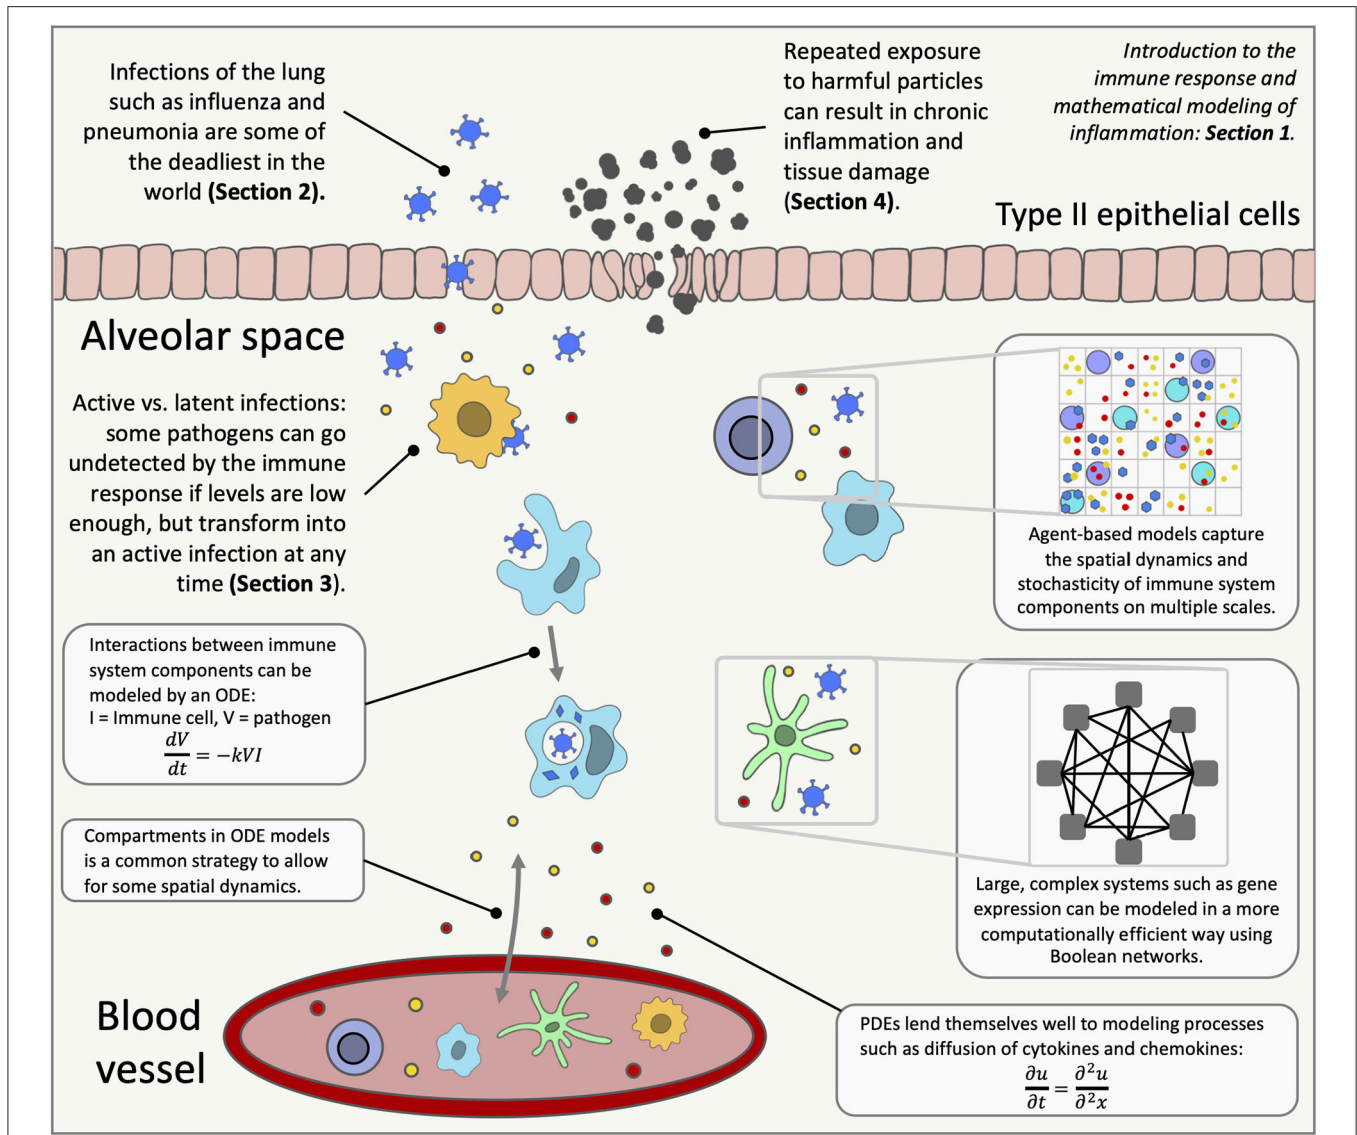 Infections of the lung
such as influenza and
pneumonia are some of
the deadliest in the
world (Section 2).
Repeated exposure
to harmful particles
can result in chronic
inflammation and
tissue damage
(Section 4).
Introduction to the
immune response and
mathematical modeling of
inflammation: Section 1.
Type II epithelial cells
Alveolar space
Active vs. latent infections:
some pathogens can go
undetected by the immune
response if levels are low
enough, but transform into
an active infection at any
time (Section 3).
Agent-based models capture
the spatial dynamics and
stochasticity of immune system
components on multiple scales.
Interactions between immune
system components can be
modeled by an ODE:
I = Immune cell, V = pathogen
dV/dt = -kVI
Compartments in ODE models
is a common strategy to allow
for some spatial dynamics.
Large, complex systems such as gene
expression can be modeled in a more
computationally efficient way using
Boolean networks.
Blood
vessel
PDEs lend themselves well to modeling processes
such as diffusion of cytokines and chemokines:
∂u/∂t = ∂²u/∂²x